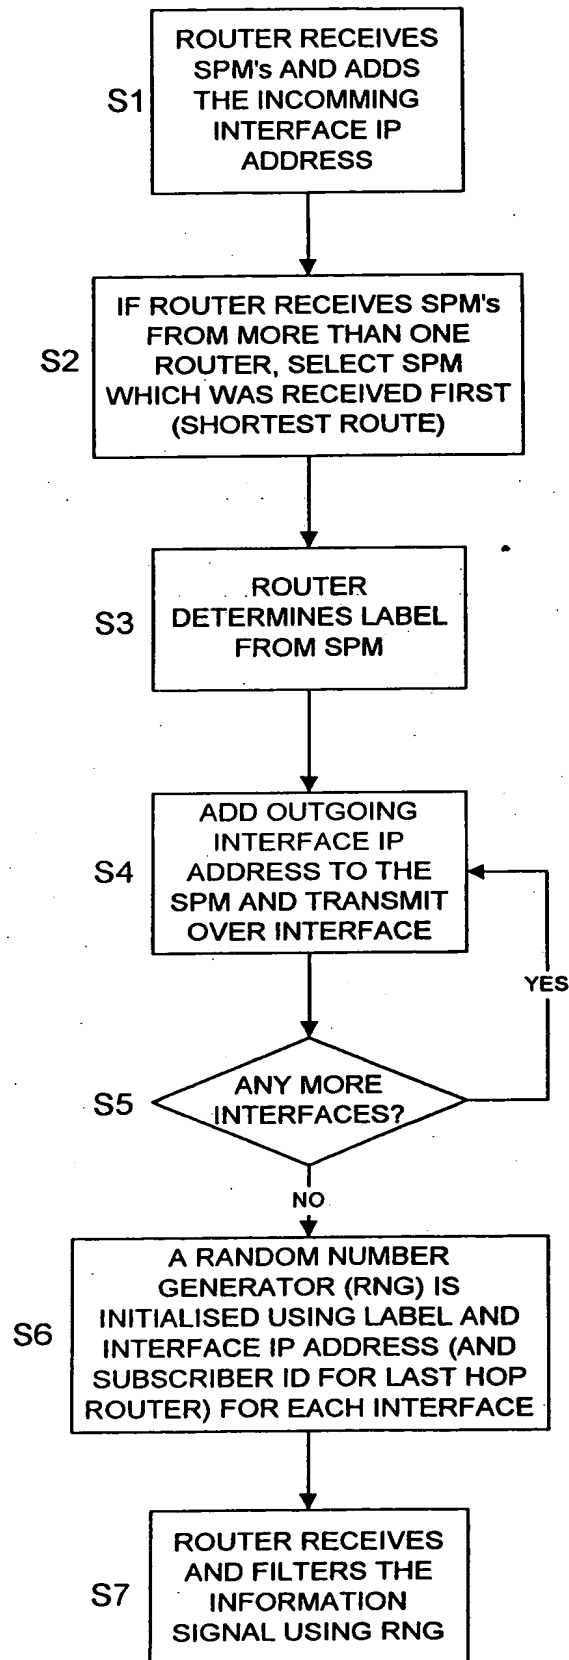 S1
ROUTER RECEIVES
SPM's AND ADDS
THE INCOMMING
INTERFACE IP
ADDRESS
S2
IF ROUTER RECEIVES SPM's
FROM MORE THAN ONE
ROUTER, SELECT SPM
WHICH WAS RECEIVED FIRST
(SHORTEST ROUTE)
S3
ROUTER
DETERMINES LABEL
FROM SPM
S4
ADD OUTGOING
INTERFACE IP
ADDRESS TO THE
SPM AND TRANSMIT
OVER INTERFACE
YES
S5
ANY MORE
INTERFACES?
NO
S6
A RANDOM NUMBER
GENERATOR (RNG) IS
INITIALISED USING LABEL AND
INTERFACE IP ADDRESS (AND
SUBSCRIBER ID FOR LAST HOP
ROUTER) FOR EACH INTERFACE
S7
ROUTER RECEIVES
AND FILTERS THE
INFORMATION
SIGNAL USING RNG